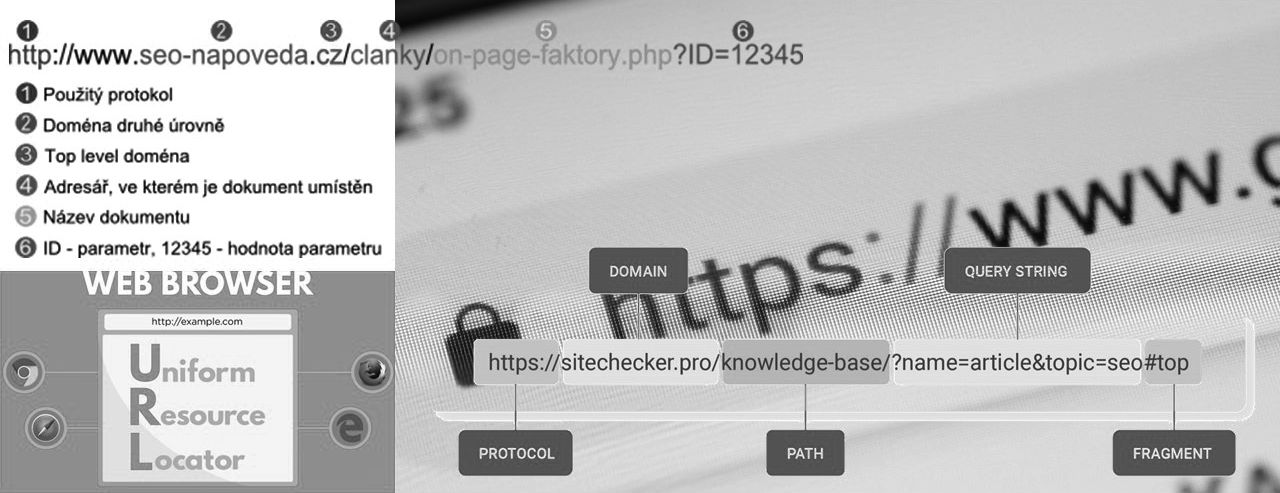 1 2 3 4 5 6
http://www.seo-napoveda.cz/clanky/on-page-faktory.php?ID=12345
1 Použitý protokol
2 Doména druhé úrovně
3 Top level doména
4 Adresář, ve kterém je dokument umístěn
5 Název dokumentu
6 ID - parametr, 12345 - hodnota parametru
WEB BROWSER
http://example.com
Uniform
Resource
Locator
25
https://www.g
DOMAIN
QUERY STRING
https://sitechecker.pro/knowledge-base/?name=article&topic=seo#top
PROTOCOL
PATH
FRAGMENT